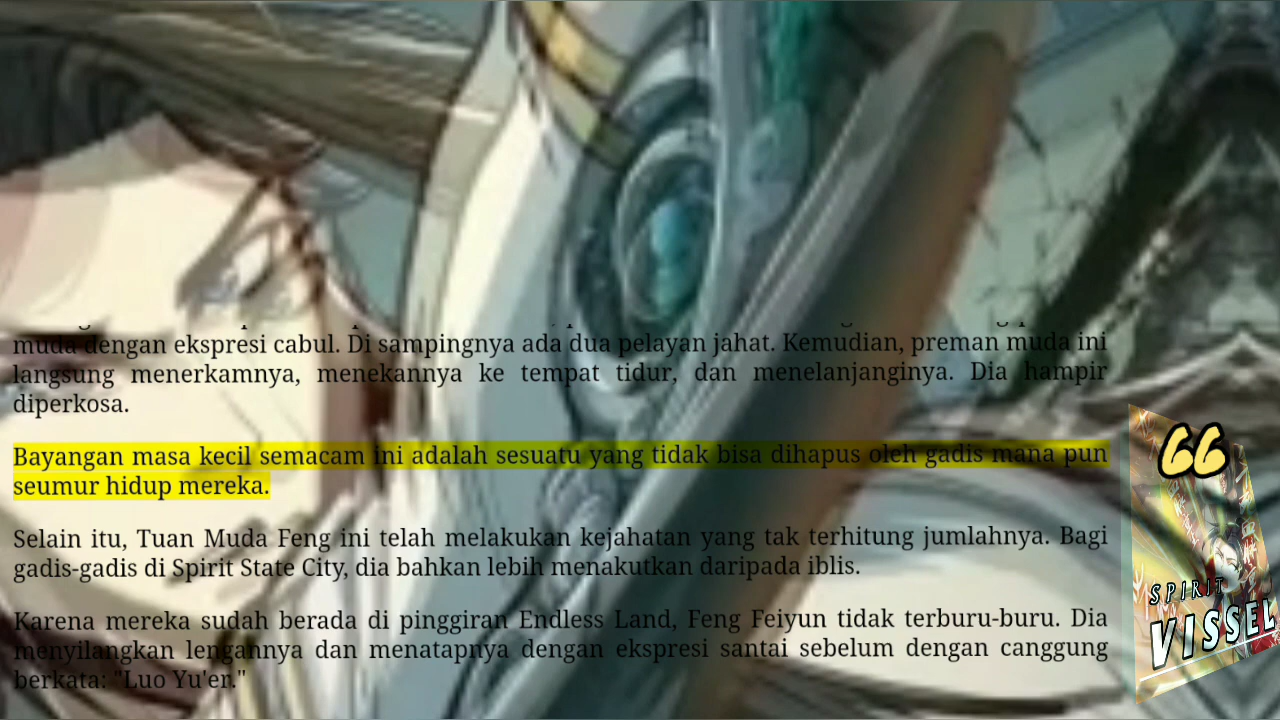 muda dengan ekspresi cabul. Di sampingnya ada dua pelayan jahat. Kemudian, preman muda ini
langsung menerkamnya, menekannya ke tempat tidur, dan menelanjanginya. Dia hampir
diperkosa.
Bayangan masa kecil semacam ini adalah sesuatu yang tidak bisa dihapus oleh gadis mana pun
seumur hidup mereka.
Selain itu, Tuan Muda Feng ini telah melakukan kejahatan yang tak terhitung jumlahnya. Bagi
gadis-gadis di Spirit State City, dia bahkan lebih menakutkan daripada iblis.
Karena mereka sudah berada di pinggiran Endless Land, Feng Feiyun tidak terburu-buru. Dia
menyilangkan lengannya dan menatapnya dengan ekspresi santai sebelum dengan canggung
berkata: "Luo Yu'er."
66
SPIRIT
VISSEL